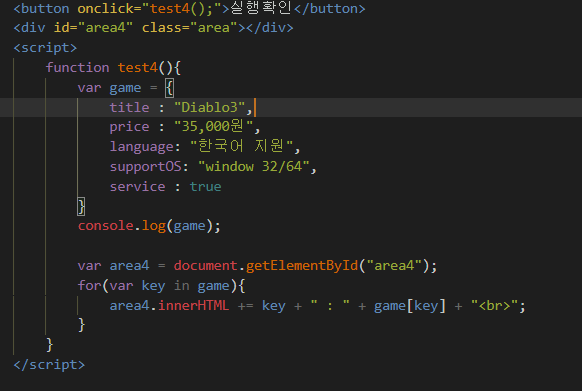 <button onclick="test4();">실행확인</button>
<div id="area4" class="area"></div>
<script>
function test4(){
var game = {
title : "Diablo3",
price : "35,000원",
language: "한국어 지원",
supportOS: "window 32/64",
service : true
}
console.log(game);
var area4 = document.getElementById("area4");
for(var key in game){
area4.innerHTML += key + " : " + game[key] + "<br>";
}
}
</script>